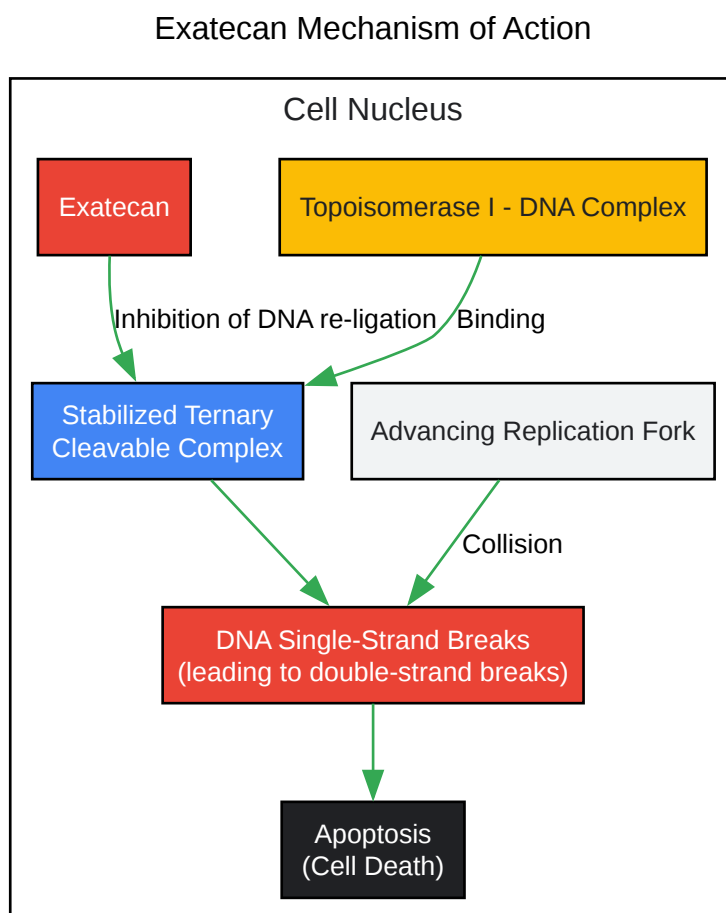 Exatecan Mechanism of Action
Cell Nucleus
Exatecan
Topoisomerase I - DNA Complex
Inhibition of DNA re-ligation
Binding
Stabilized Ternary
Cleavable Complex
Advancing Replication Fork
Collision
DNA Single-Strand Breaks
(leading to double-strand breaks)
Apoptosis
(Cell Death)